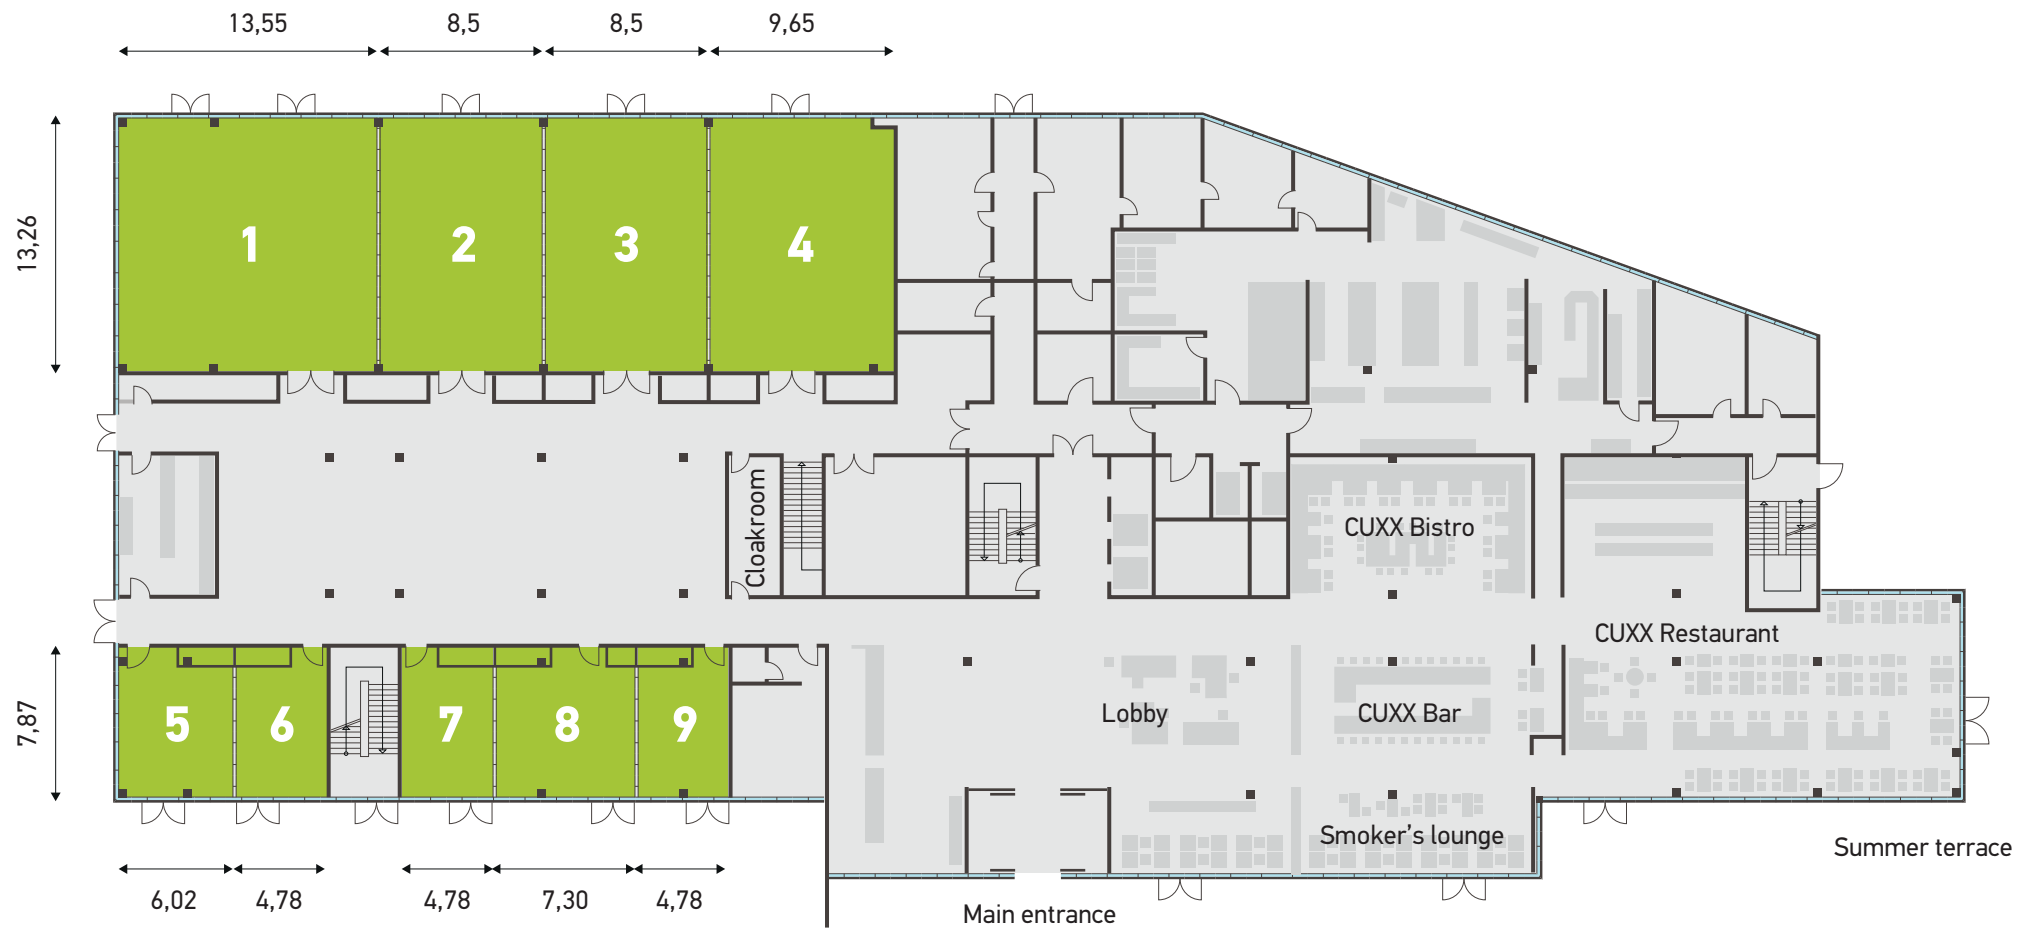 13,55 8,5 8,5 9,65
13,26
1 2 3 4
Cloakroom
CUXX Bistro
CUXX Restaurant
7,87
5 6 7 8 9
Lobby
CUXX Bar
Smoker's lounge
Summer terrace
6,02 4,78 4,78 7,30 4,78
Main entrance